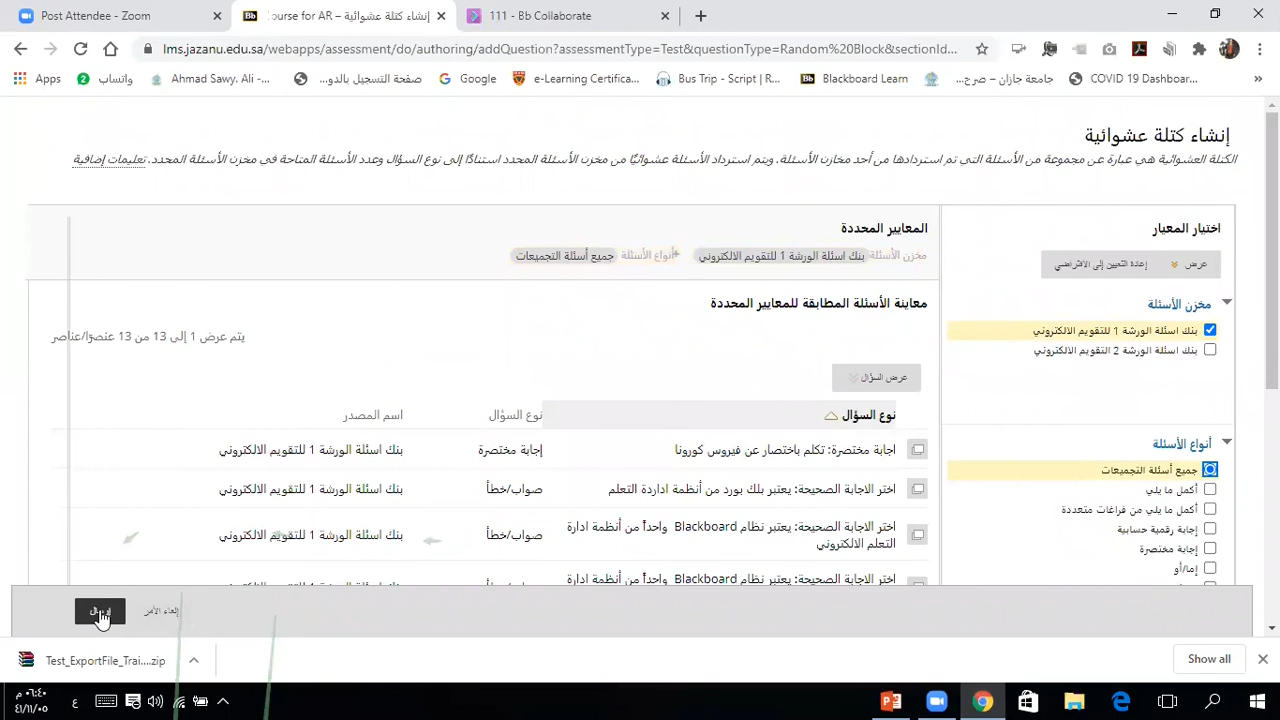 Post Attendee - Zoom
إنشاء كتلة عشوائية – Course for AR
111 - Bb Collaborate
lms.jazanu.edu.sa/webapps/assessment/do/authoring/addQuestion?assessmentType=Test&questionType=Random%20Block&sectionId...
Apps
واتساب 2
Ahmad Sawy. Ali -...
صفحة التسجيل بالدو...
Google
e-Learning Certifica...
Bus Trip - Script | R...
Blackboard Learn
جامعة جازان – صرح...
COVID 19 Dashboar...
»
إنشاء كتلة عشوائية
الكتلة العشوائية هي عبارة عن مجموعة من الأسئلة التي تم استردادها من أحد مخازن الأسئلة. ويتم استرداد الأسئلة عشوائيًا من مخزن الأسئلة المحدد استنادًا إلى نوع السؤال وعدد الأسئلة المتاحة في مخزن الأسئلة المحدد. تعليمات إضافية
اختيار المعيار
عرض
إعادة التعيين إلى الافتراضي
مخزن الأسئلة
بنك اسئلة الورشة 1 للتقويم الالكتروني
بنك اسئلة الورشة 2 التقويم الالكتروني
أنواع الأسئلة
جميع أسئلة التجميعات
أكمل ما يلي
أكمل ما يلي من فراغات متعددة
إجابة رقمية حسابية
إجابة مختصرة
إما/أو
المعايير المحددة
مخزن الأسئلة بنك اسئلة الورشة 1 للتقويم الالكتروني + أنواع الأسئلة جميع أسئلة التجميعات
معاينة الأسئلة المطابقة للمعايير المحددة
يتم عرض 1 إلى 13 من 13 عنصرًا/عناصر
عرض السؤال
نوع السؤال نوع السؤال اسم المصدر
اجابة مختصرة: تكلم باختصار عن فيروس كورونا إجابة مختصرة بنك اسئلة الورشة 1 للتقويم الالكتروني
اختر الاجابة الصحيحة: يعتبر بلك بورد من أنظمة اداردة التعلم صواب/خطأ بنك اسئلة الورشة 1 للتقويم الالكتروني
اختر الاجابة الصحيحة: يعتبر نظام Blackboard واحداً من أنظمة ادارة
التعلم الالكتروني صواب/خطأ بنك اسئلة الورشة 1 للتقويم الالكتروني
اختر الاجابة الصحيحة: يعتبر نظام Blackboard واحداً من أنظمة ادارة
إلغاء الأمر
إرسال
Test_ExportFile_Trai....zip
Show all
ع